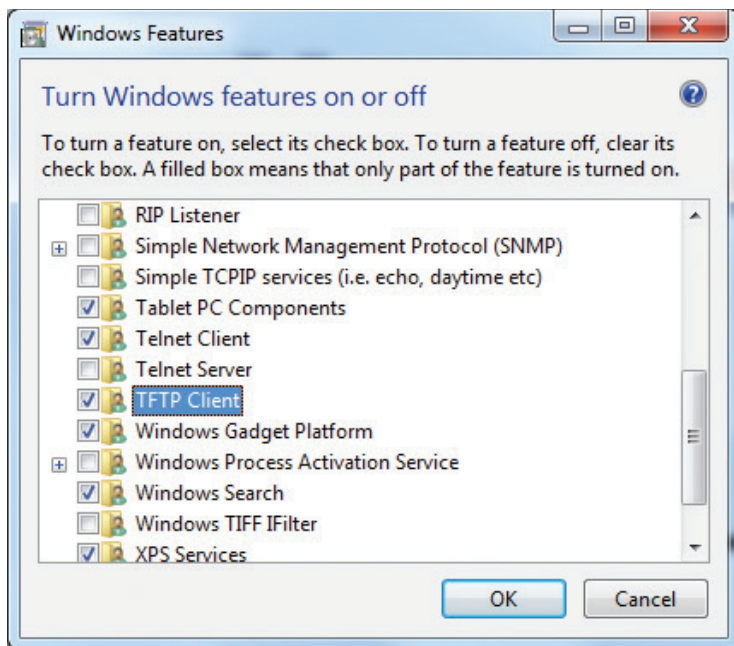 Windows Features
Turn Windows features on or off
To turn a feature on, select its check box. To turn a feature off, clear its
check box. A filled box means that only part of the feature is turned on.
RIP Listener
Simple Network Management Protocol (SNMP)
Simple TCPIP services (i.e. echo, daytime etc)
Tablet PC Components
Telnet Client
Telnet Server
TFTP Client
Windows Gadget Platform
Windows Process Activation Service
Windows Search
Windows TIFF IFilter
XPS Services
OK Cancel